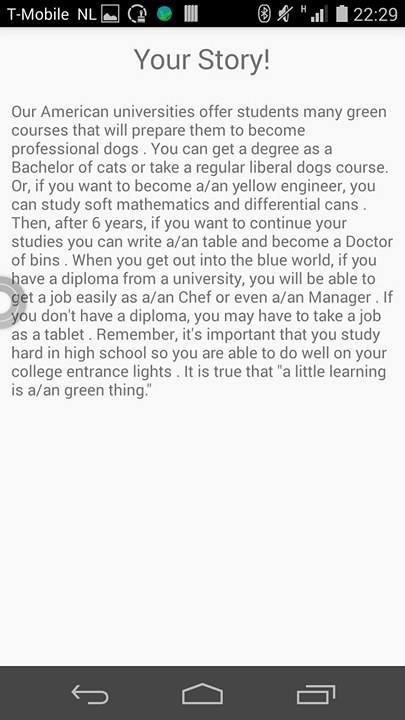 T-Mobile NL H 22:29
Your Story!
Our American universities offer students many green
courses that will prepare them to become
professional dogs . You can get a degree as a
Bachelor of cats or take a regular liberal dogs course.
Or, if you want to become a/an yellow engineer, you
can study soft mathematics and differential cans .
Then, after 6 years, if you want to continue your
studies you can write a/an table and become a Doctor
of bins . When you get out into the blue world, if you
have a diploma from a university, you will be able to
get a job easily as a/an Chef or even a/an Manager . If
you don't have a diploma, you may have to take a job
as a tablet . Remember, it's important that you study
hard in high school so you are able to do well on your
college entrance lights . It is true that "a little learning
is a/an green thing."